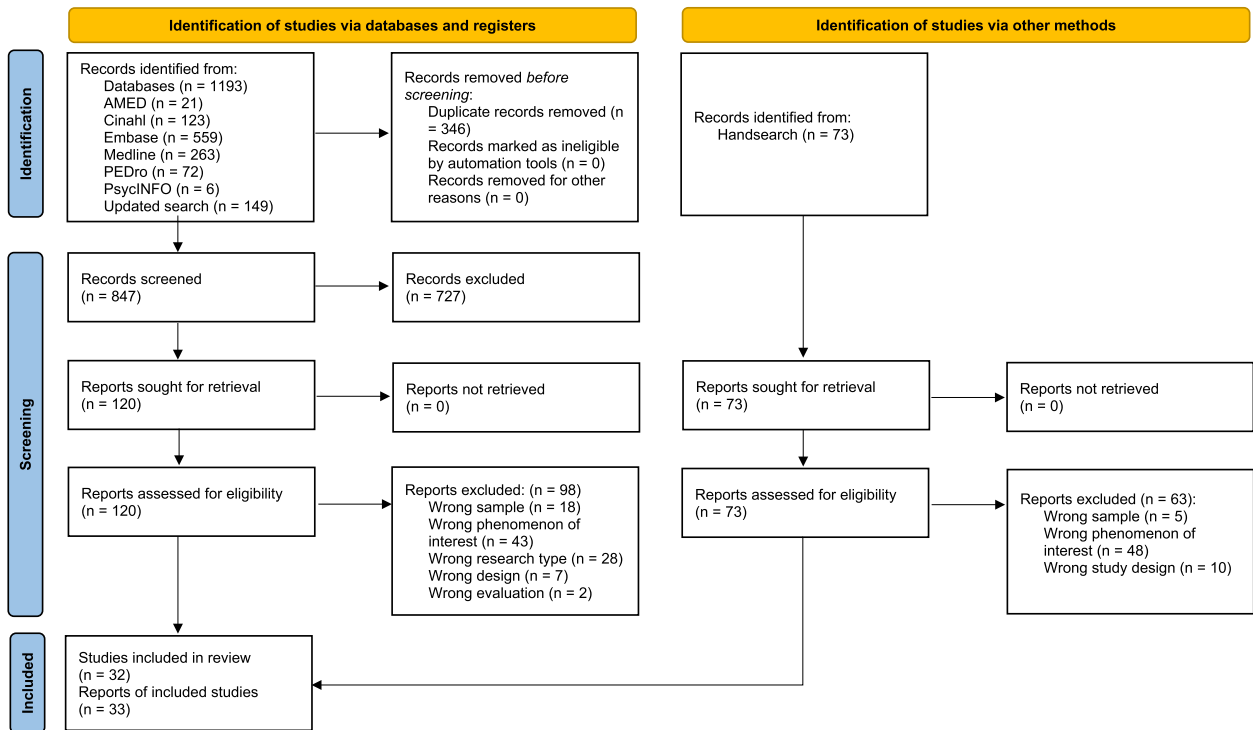 Identification of studies via databases and registers
Identification of studies via other methods
Identification
Records identified from:
Databases (n = 1193)
AMED (n = 21)
Cinahl (n = 123)
Embase (n = 559)
Medline (n = 263)
PEDro (n = 72)
PsycINFO (n = 6)
Updated search (n = 149)
Records removed before
screening:
Duplicate records removed (n
= 346)
Records marked as ineligible
by automation tools (n = 0)
Records removed for other
reasons (n = 0)
Records identified from:
Handsearch (n = 73)
Screening
Records screened
(n = 847)
Records excluded
(n = 727)
Reports sought for retrieval
(n = 120)
Reports not retrieved
(n = 0)
Reports sought for retrieval
(n = 73)
Reports not retrieved
(n = 0)
Reports assessed for eligibility
(n = 120)
Reports excluded: (n = 98)
Wrong sample (n = 18)
Wrong phenomenon of
interest (n = 43)
Wrong research type (n = 28)
Wrong design (n = 7)
Wrong evaluation (n = 2)
Reports assessed for eligibility
(n = 73)
Reports excluded (n = 63):
Wrong sample (n = 5)
Wrong phenomenon of
interest (n = 48)
Wrong study design (n = 10)
Included
Studies included in review
(n = 32)
Reports of included studies
(n = 33)